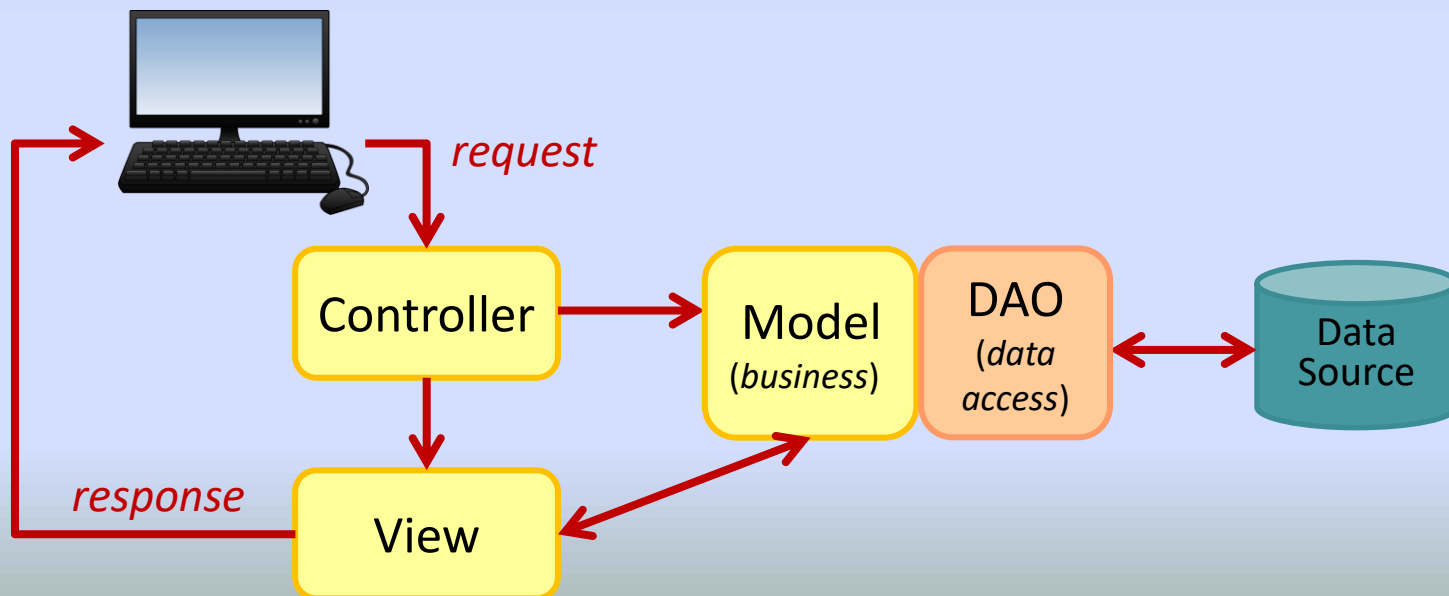 request
Controller
Model
(business)
DAO
(data
access)
Data
Source
response
View